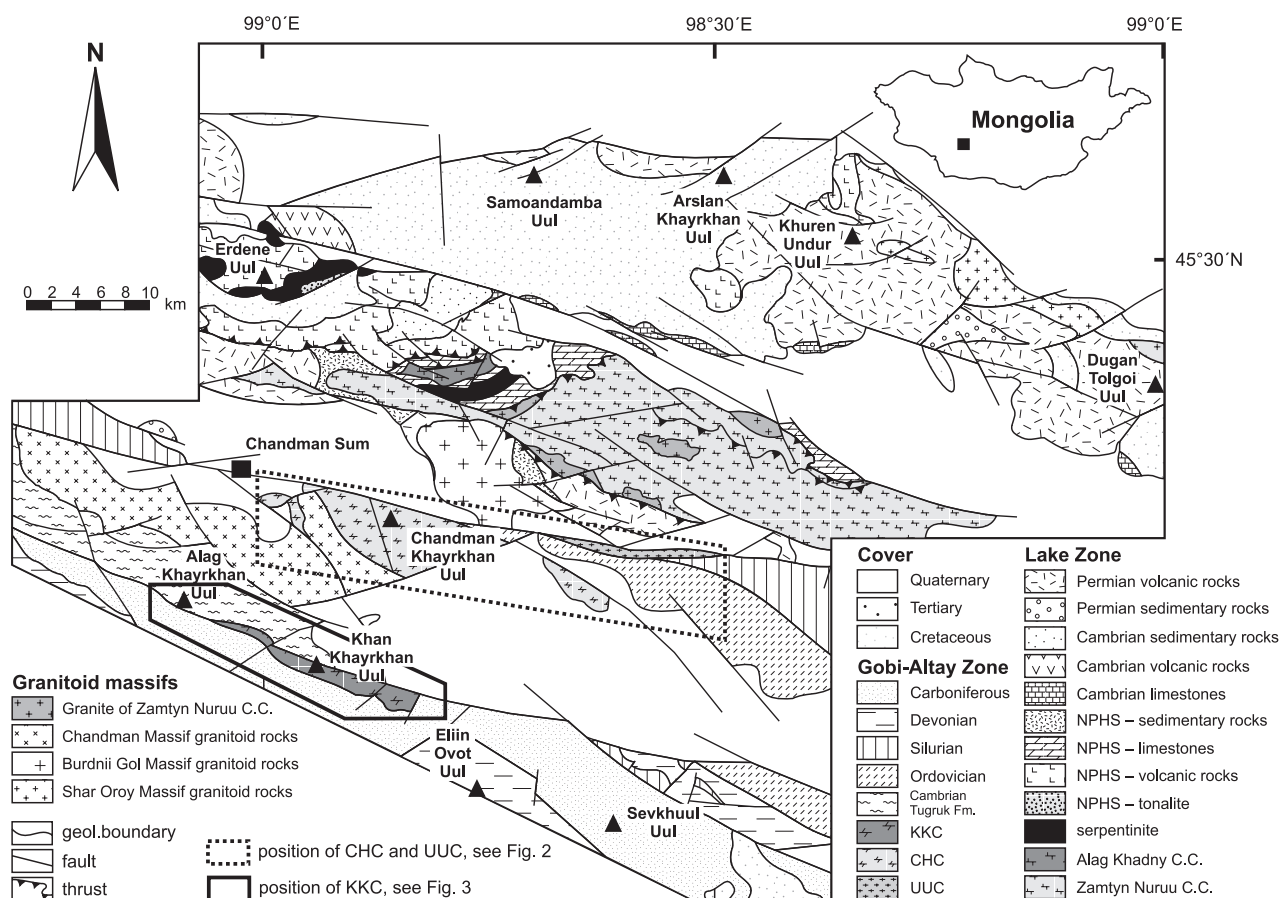 99°0´E
98°30´E
99°0´E
N
Mongolia
Samoandamba
Uul
Arslan
Khayrkhan
Uul
Khuren
Undur
Uul
Erdene
Uul
45°30´N
0 2 4 6 8 10
km
Dugan
Tolgoi
Uul
Chandman Sum
Chandman
Khayrkhan
Uul
Alag
Khayrkhan
Uul
Khan
Khayrkhan
Uul
Eliin
Ovot
Uul
Sevkhuul
Uul
Granitoid massifs
Granite of Zamtyn Nuruu C.C.
Chandman Massif granitoid rocks
Burdnii Gol Massif granitoid rocks
Shar Oroy Massif granitoid rocks
geol.boundary
fault
thrust
position of CHC and UUC, see Fig. 2
position of KKC, see Fig. 3
Cover
Quaternary
Tertiary
Cretaceous
Gobi-Altay Zone
Carboniferous
Devonian
Silurian
Ordovician
Cambrian
Tugruk Fm.
KKC
CHC
UUC
Lake Zone
Permian volcanic rocks
Permian sedimentary rocks
Cambrian sedimentary rocks
Cambrian volcanic rocks
Cambrian limestones
NPHS – sedimentary rocks
NPHS – limestones
NPHS – volcanic rocks
NPHS – tonalite
serpentinite
Alag Khadny C.C.
Zamtyn Nuruu C.C.